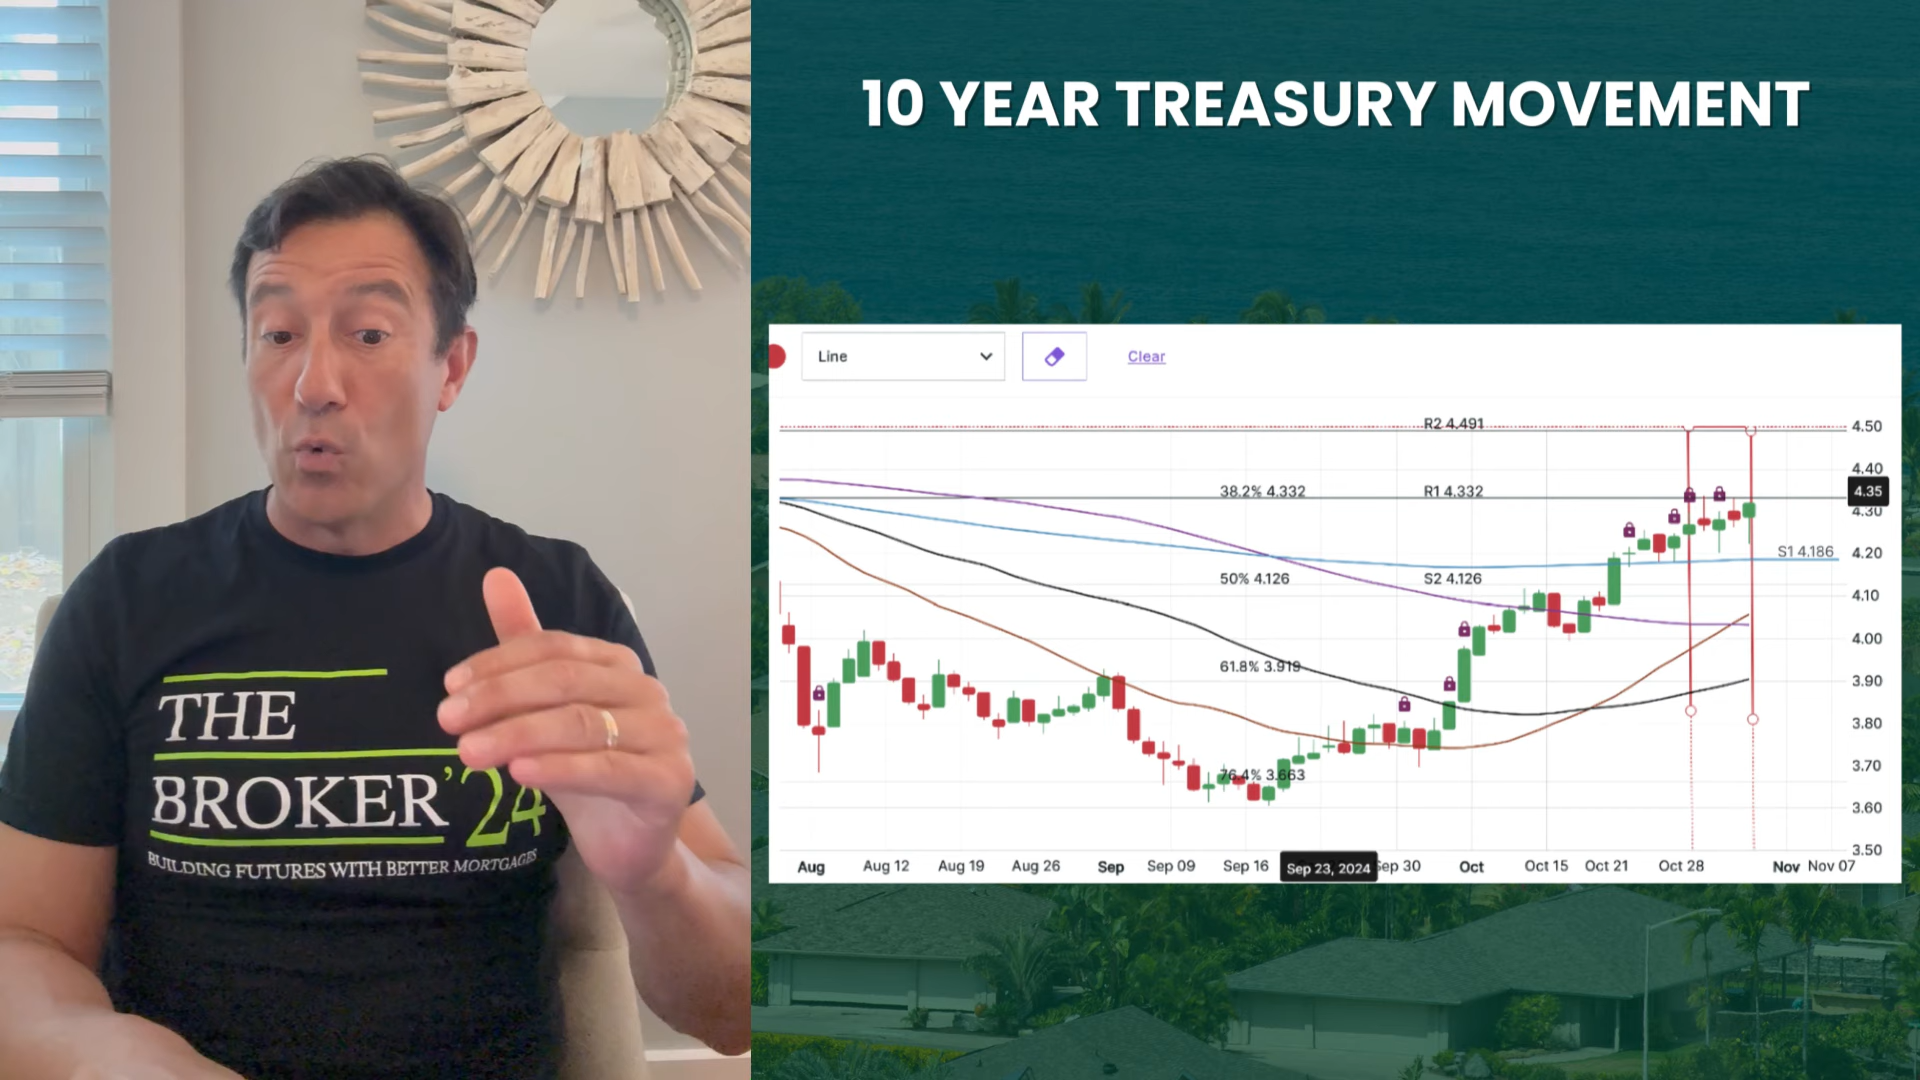 THE
BROKER '24
BUILDING FUTURES WITH BETTER MORTGAGES
10 YEAR TREASURY MOVEMENT
Line
Clear
R2 4.491
4.50
4.40
38.2% 4.332
R1 4.332
4.35
4.30
S1 4.186
4.20
50% 4.126
S2 4.126
4.10
4.00
61.8% 3.919
3.90
3.80
76.4% 3.663
3.70
3.60
3.50
Aug
Aug 12
Aug 19
Aug 26
Sep
Sep 09
Sep 16
Sep 23, 2024
Sep 30
Oct
Oct 15
Oct 21
Oct 28
Nov
Nov 07